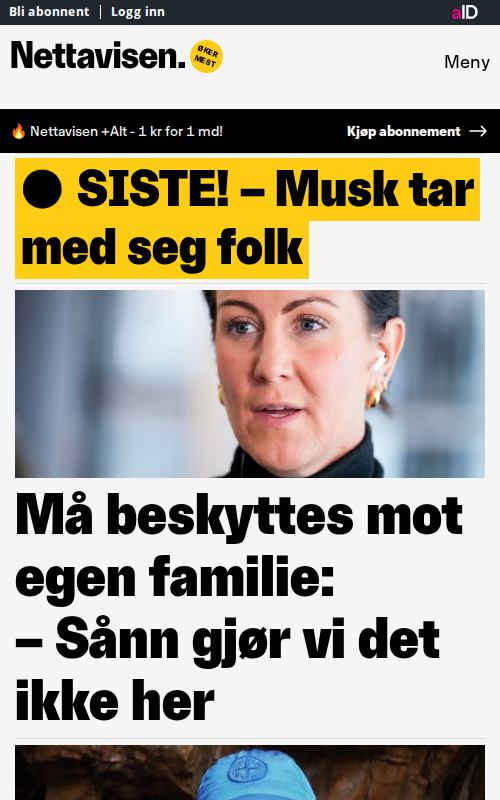 Bli abonnent | Logg inn
aID
Nettavisen. ØKER MEST
Meny
🔥 Nettavisen +Alt - 1 kr for 1 md!
Kjøp abonnement →
● SISTE! – Musk tar
med seg folk
Må beskyttes mot
egen familie:
– Sånn gjør vi det
ikke her